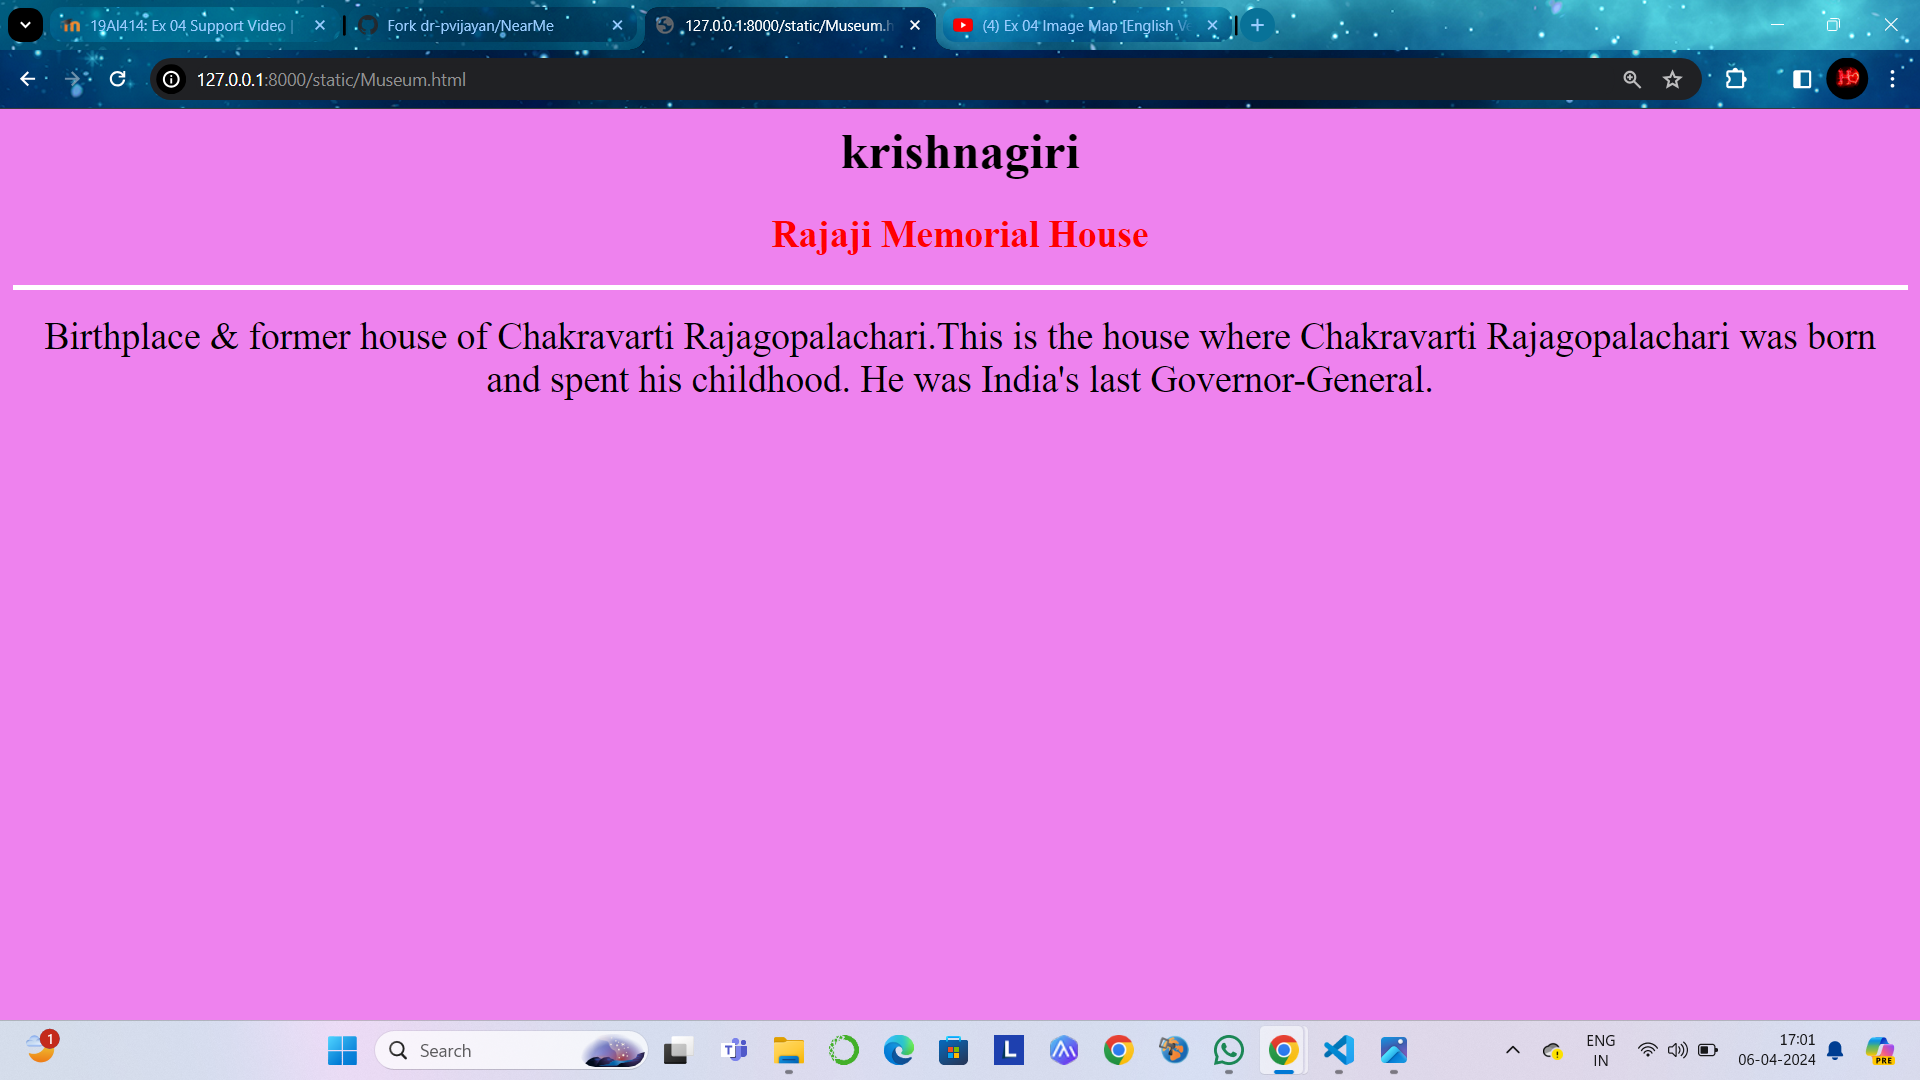 19AI414: Ex 04 Support Video |
Fork dr-pvijayan/NearMe
127.0.0.1:8000/static/Museum.h
(4) Ex 04 Image Map [English Ve
127.0.0.1:8000/static/Museum.html
krishnagiri
Rajaji Memorial House
Birthplace & former house of Chakravarti Rajagopalachari.This is the house where Chakravarti Rajagopalachari was born
and spent his childhood. He was India's last Governor-General.
1
Search
L
ENG
IN
17:01
06-04-2024
PRE